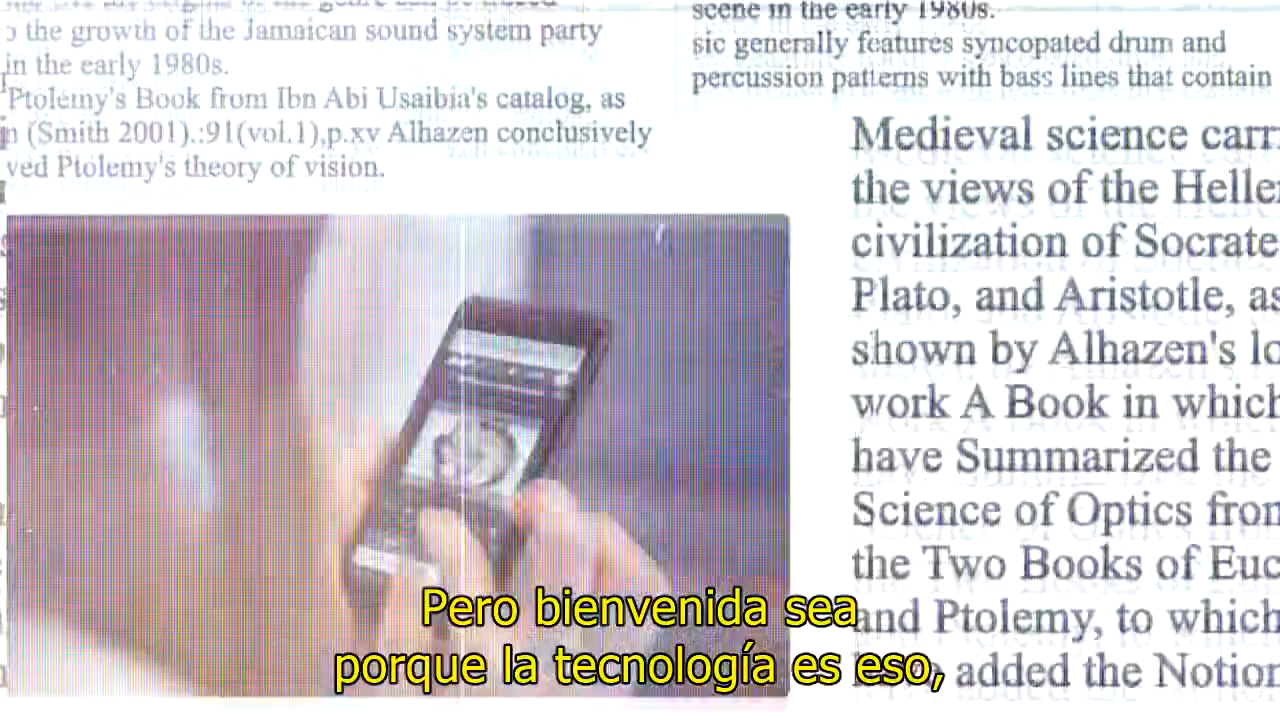 the growth of the Jamaican sound system party
in the early 1980s.
Ptolemy's Book from Ibn Abi Usaibia's catalog, as
(Smith 2001).:91(vol.1),p.xv Alhazen conclusively
ved Ptolemy's theory of vision.
scene in the early 1980s.
sic generally features syncopated drum and
percussion patterns with bass lines that contain
Medieval science carr
the views of the Helle
civilization of Socrate
Plato, and Aristotle, as
shown by Alhazen's lo
work A Book in which
have Summarized the
Science of Optics from
the Two Books of Euc
and Ptolemy, to which
added the Notion
Pero bienvenida sea
porque la tecnología es eso,